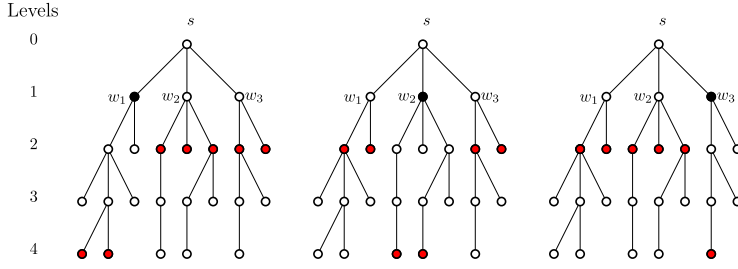 Levels
s s s
0
1 w₁ w₂ w₃ w₁ w₂ w₃ w₁ w₂ w₃
2
3
4